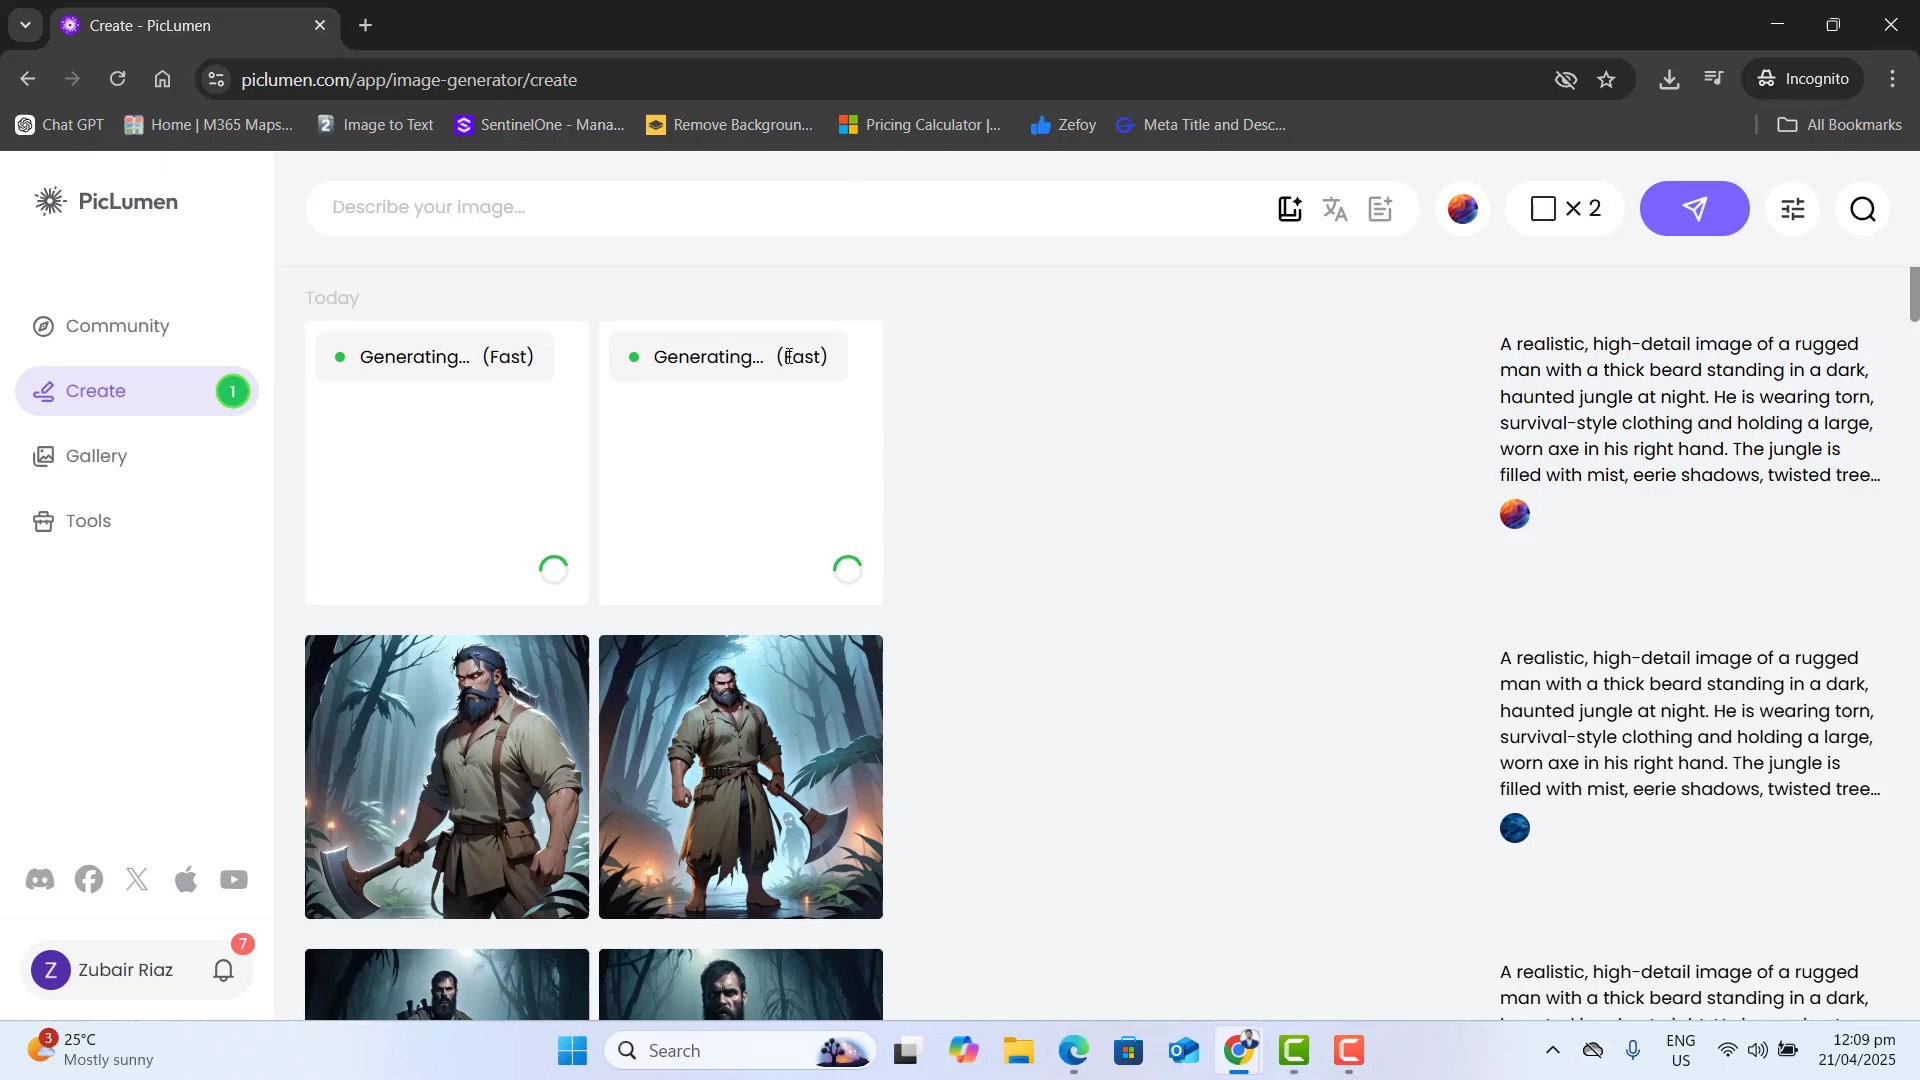 Create - PicLumen
piclumen.com/app/image-generator/create
Incognito
Chat GPT
Home | M365 Maps...
Image to Text
SentinelOne - Mana...
Remove Backgroun...
Pricing Calculator |...
Zefoy
Meta Title and Desc...
All Bookmarks
PicLumen
Describe your image...
× 2
Community
Create
1
Gallery
Tools
Today
Generating... (Fast)
Generating... (Fast)
A realistic, high-detail image of a rugged
man with a thick beard standing in a dark,
haunted jungle at night. He is wearing torn,
survival-style clothing and holding a large,
worn axe in his right hand. The jungle is
filled with mist, eerie shadows, twisted tree...
A realistic, high-detail image of a rugged
man with a thick beard standing in a dark,
haunted jungle at night. He is wearing torn,
survival-style clothing and holding a large,
worn axe in his right hand. The jungle is
filled with mist, eerie shadows, twisted tree...
A realistic, high-detail image of a rugged
man with a thick beard standing in a dark,
7
Z
Zubair Riaz
3
25°C
Mostly sunny
Search
ENG
US
12:09 pm
21/04/2025